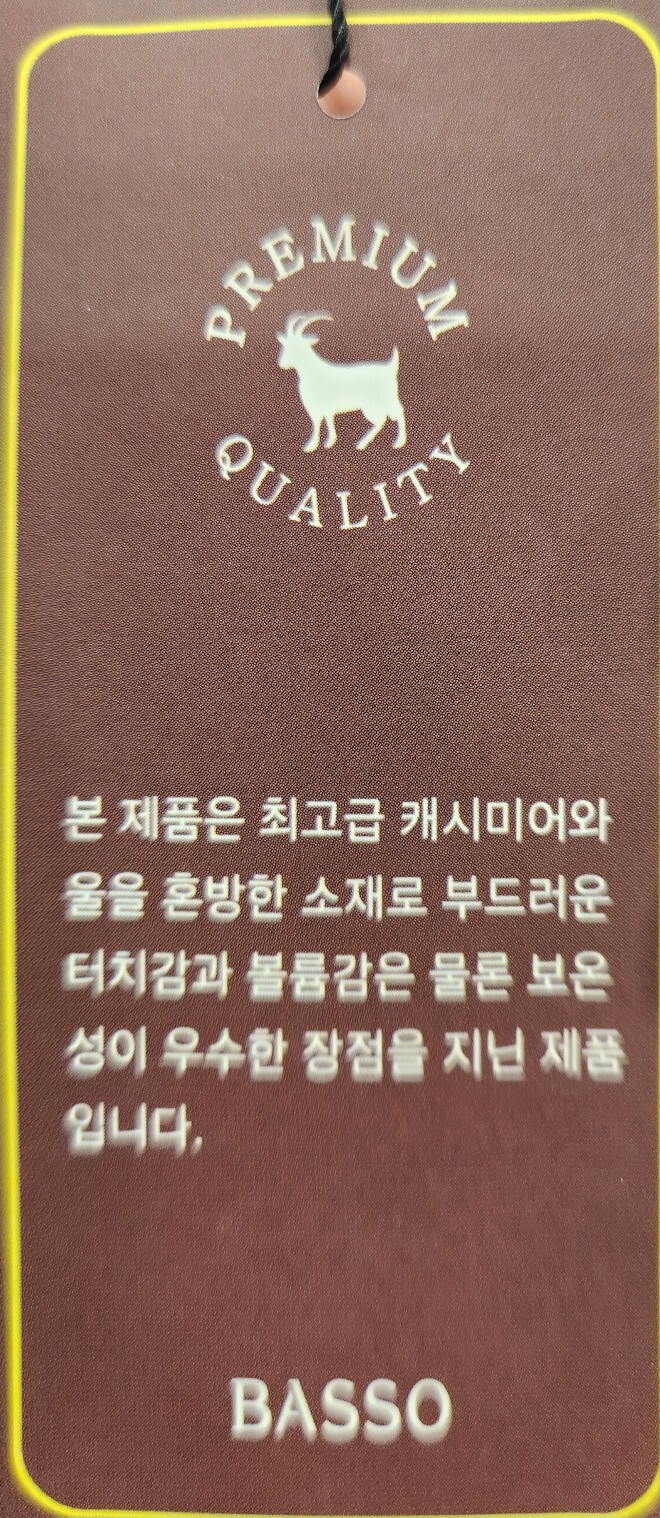 PREMIUM
QUALITY
본 제품은 최고급 캐시미어와
울을 혼방한 소재로 부드러운
터치감과 볼륨감은 물론 보온
성이 우수한 장점을 지닌 제품
입니다.
BASSO